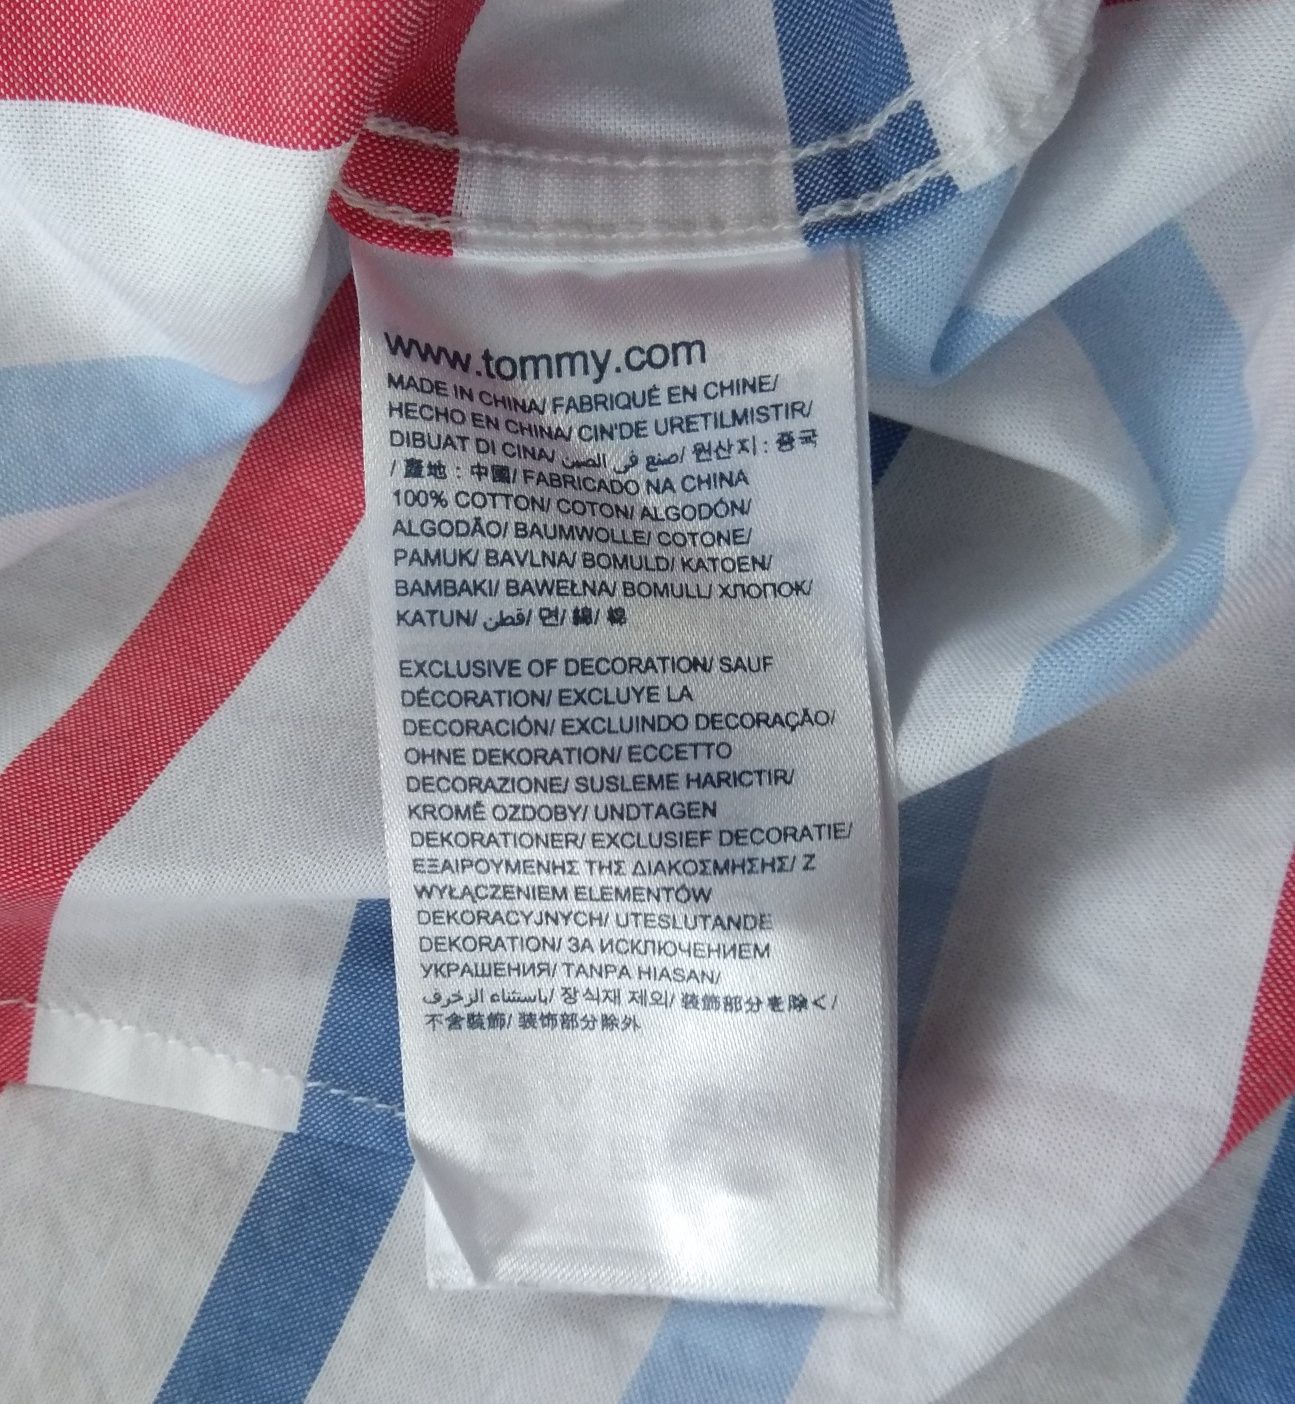 www.tommy.com
MADE IN CHINA/ FABRIQUÉ EN CHINE/
HECHO EN CHINA/ CIN'DE URETILMISTIR/
DIBUAT DI CINA/ صنع في الصين/ 원산지 : 중국
/ 產地 : 中國/ FABRICADO NA CHINA
100% COTTON/ COTON/ ALGODÓN/
ALGODÃO/ BAUMWOLLE/ COTONE/
PAMUK/ BAVLNA/ BOMULD/ KATOEN/
BAMBAKI/ BAWEŁNA/ BOMULL/ ХЛОПОК/
KATUN/ قطن/ 면/ 綿/ 棉
EXCLUSIVE OF DECORATION/ SAUF
DÉCORATION/ EXCLUYE LA
DECORACIÓN/ EXCLUINDO DECORAÇÃO/
OHNE DEKORATION/ ECCETTO
DECORAZIONE/ SUSLEME HARICTIR/
KROMĚ OZDOBY/ UNDTAGEN
DEKORATIONER/ EXCLUSIEF DECORATIE/
ΕΞΑΙΡΟΥΜΕΝΗΣ ΤΗΣ ΔΙΑΚΟΣΜΗΣΗΣ/ Z
WYŁĄCZENIEM ELEMENTÓW
DEKORACYJNYCH/ UTESLUTANDE
DEKORATION/ ЗА ИСКЛЮЧЕНИЕМ
УКРАШЕНИЯ/ TANPA HIASAN/
باستثناء الزخرف/ 장식재 제외/ 装飾部分を除く/
不含裝飾/ 装饰部分除外